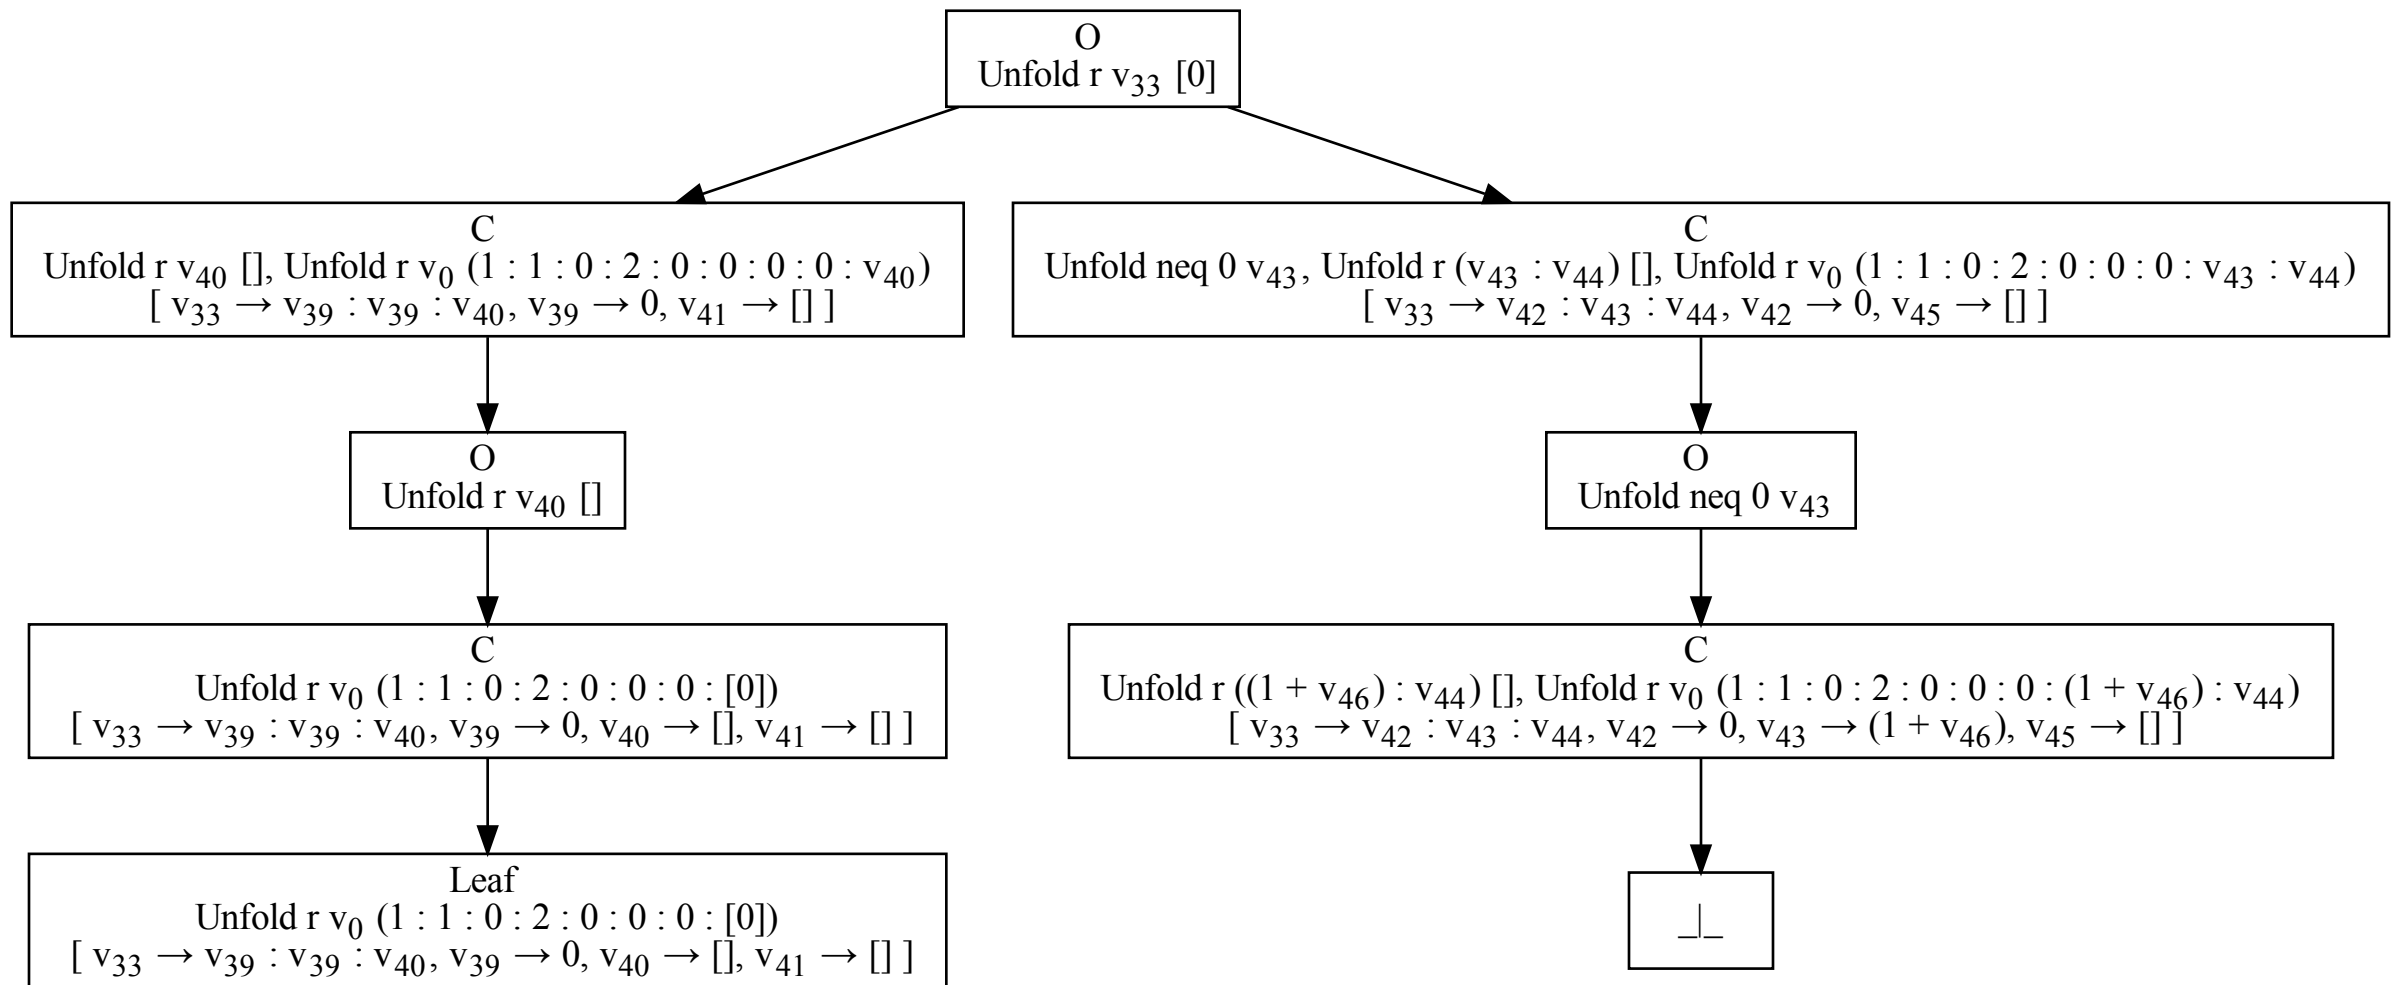 O
Unfold r v₃₃ [0]
C
Unfold r v₄₀ [], Unfold r v₀ (1 : 1 : 0 : 2 : 0 : 0 : 0 : 0 : v₄₀)
[ v₃₃ → v₃₉ : v₃₉ : v₄₀, v₃₉ → 0, v₄₁ → [] ]
C
Unfold neq 0 v₄₃, Unfold r (v₄₃ : v₄₄) [], Unfold r v₀ (1 : 1 : 0 : 2 : 0 : 0 : 0 : v₄₃ : v₄₄)
[ v₃₃ → v₄₂ : v₄₃ : v₄₄, v₄₂ → 0, v₄₅ → [] ]
O
Unfold r v₄₀ []
O
Unfold neq 0 v₄₃
C
Unfold r v₀ (1 : 1 : 0 : 2 : 0 : 0 : 0 : [0])
[ v₃₃ → v₃₉ : v₃₉ : v₄₀, v₃₉ → 0, v₄₀ → [], v₄₁ → [] ]
C
Unfold r ((1 + v₄₆) : v₄₄) [], Unfold r v₀ (1 : 1 : 0 : 2 : 0 : 0 : 0 : (1 + v₄₆) : v₄₄)
[ v₃₃ → v₄₂ : v₄₃ : v₄₄, v₄₂ → 0, v₄₃ → (1 + v₄₆), v₄₅ → [] ]
Leaf
Unfold r v₀ (1 : 1 : 0 : 2 : 0 : 0 : 0 : [0])
[ v₃₃ → v₃₉ : v₃₉ : v₄₀, v₃₉ → 0, v₄₀ → [], v₄₁ → [] ]
_|_